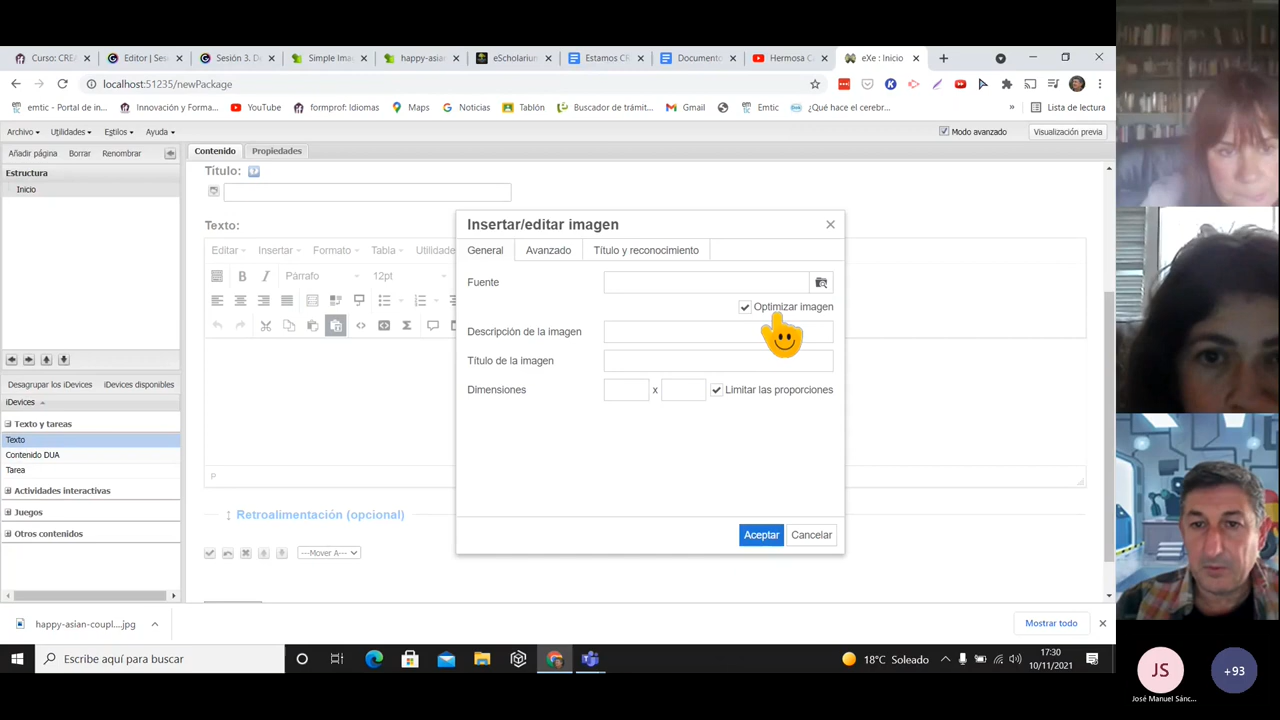 Curso: CREA
Editor | Ses
Sesión 3. De
Simple Ima
happy-asian
eScholarium
Estamos CR
Documento
Hermosa C
eXe : Inicio
localhost:51235/newPackage
emtic - Portal de in...
Innovación y Forma...
YouTube
formprof: Idiomas
Maps
Noticias
Tablón
Buscador de trámit...
Gmail
Emtic
¿Qué hace el cerebr...
»
Lista de lectura
Archivo
Utilidades
Estilos
Ayuda
Modo avanzado
Visualización previa
Añadir página
Borrar
Renombrar
Contenido
Propiedades
Estructura
Inicio
Título:
Texto:
Editar
Insertar
Formato
Tabla
Utilidade
B I Párrafo 12pt
Insertar/editar imagen
General
Avanzado
Título y reconocimiento
Fuente
Optimizar imagen
Descripción de la imagen
Título de la imagen
Dimensiones
x
Limitar las proporciones
Aceptar
Cancelar
P
Desagrupar los iDevices
iDevices disponibles
iDevices
Texto y tareas
Texto
Contenido DUA
Tarea
Actividades interactivas
Juegos
Otros contenidos
Retroalimentación (opcional)
---Mover A---
happy-asian-coupl....jpg
Mostrar todo
Escribe aquí para buscar
18°C Soleado
17:30
10/11/2021
JS
José Manuel Sánc...
+93